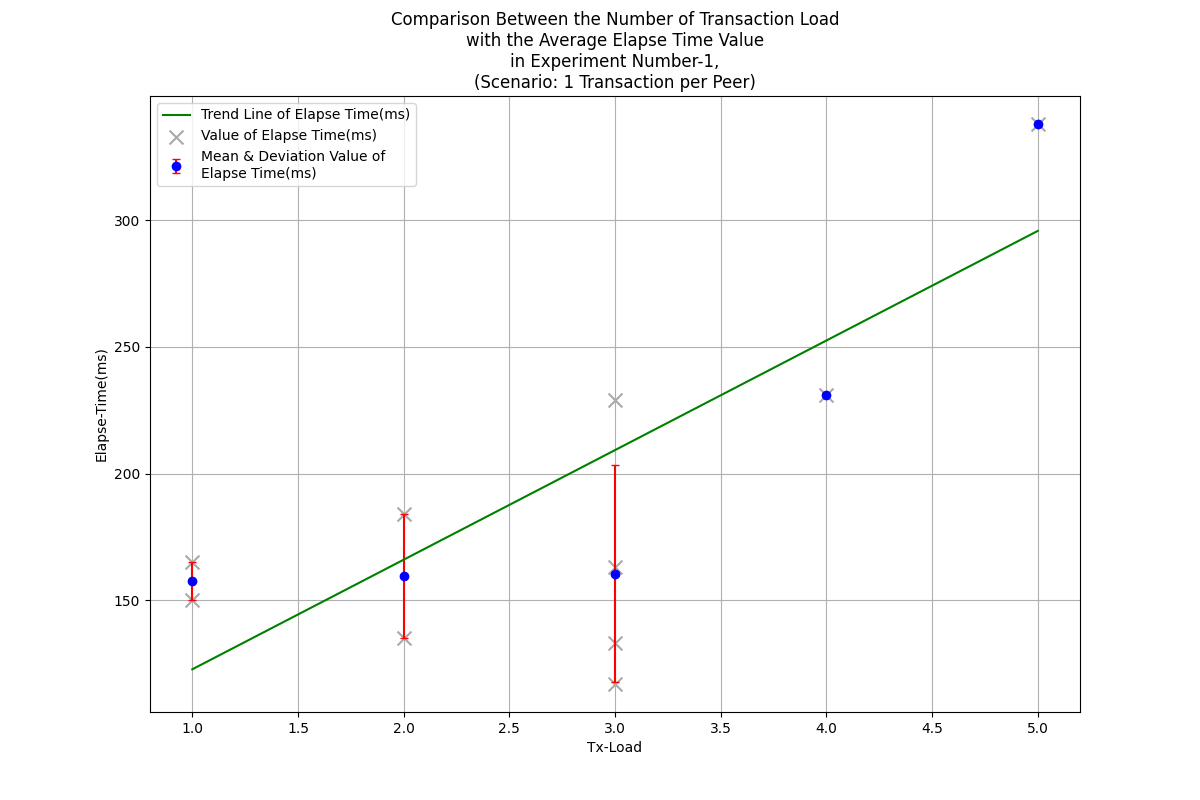 Comparison Between the Number of Transaction Load
with the Average Elapse Time Value
in Experiment Number-1,
(Scenario: 1 Transaction per Peer)
Trend Line of Elapse Time(ms)
Value of Elapse Time(ms)
Mean & Deviation Value of
Elapse Time(ms)
300
250
200
150
Elapse-Time(ms)
1.0 1.5 2.0 2.5 3.0 3.5 4.0 4.5 5.0
Tx-Load